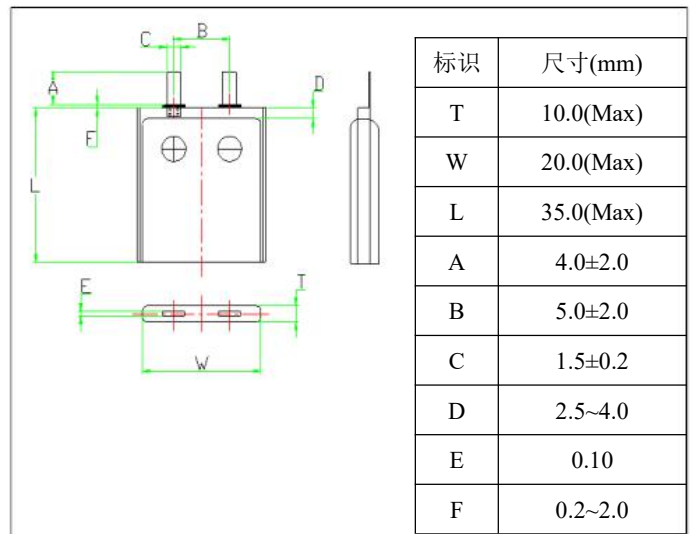 C
B
A
D
F
L
E
T
W
标识 尺寸(mm)
T 10.0(Max)
W 20.0(Max)
L 35.0(Max)
A 4.0±2.0
B 5.0±2.0
C 1.5±0.2
D 2.5~4.0
E 0.10
F 0.2~2.0